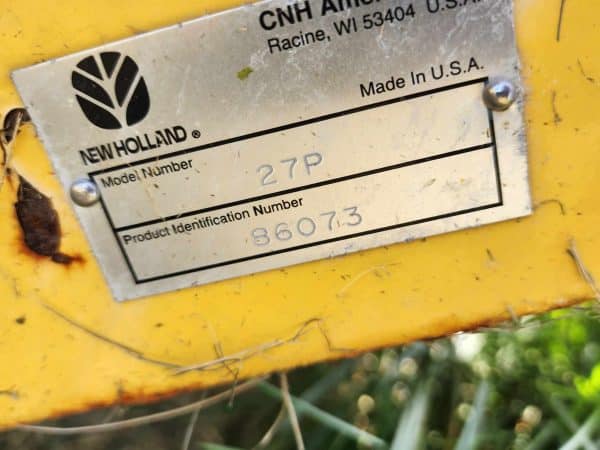 CNH
Racine, WI 53404 U.S.A.
Made In U.S.A.
NEW HOLLAND ®
Model Number 27P
Product Identification Number 86073